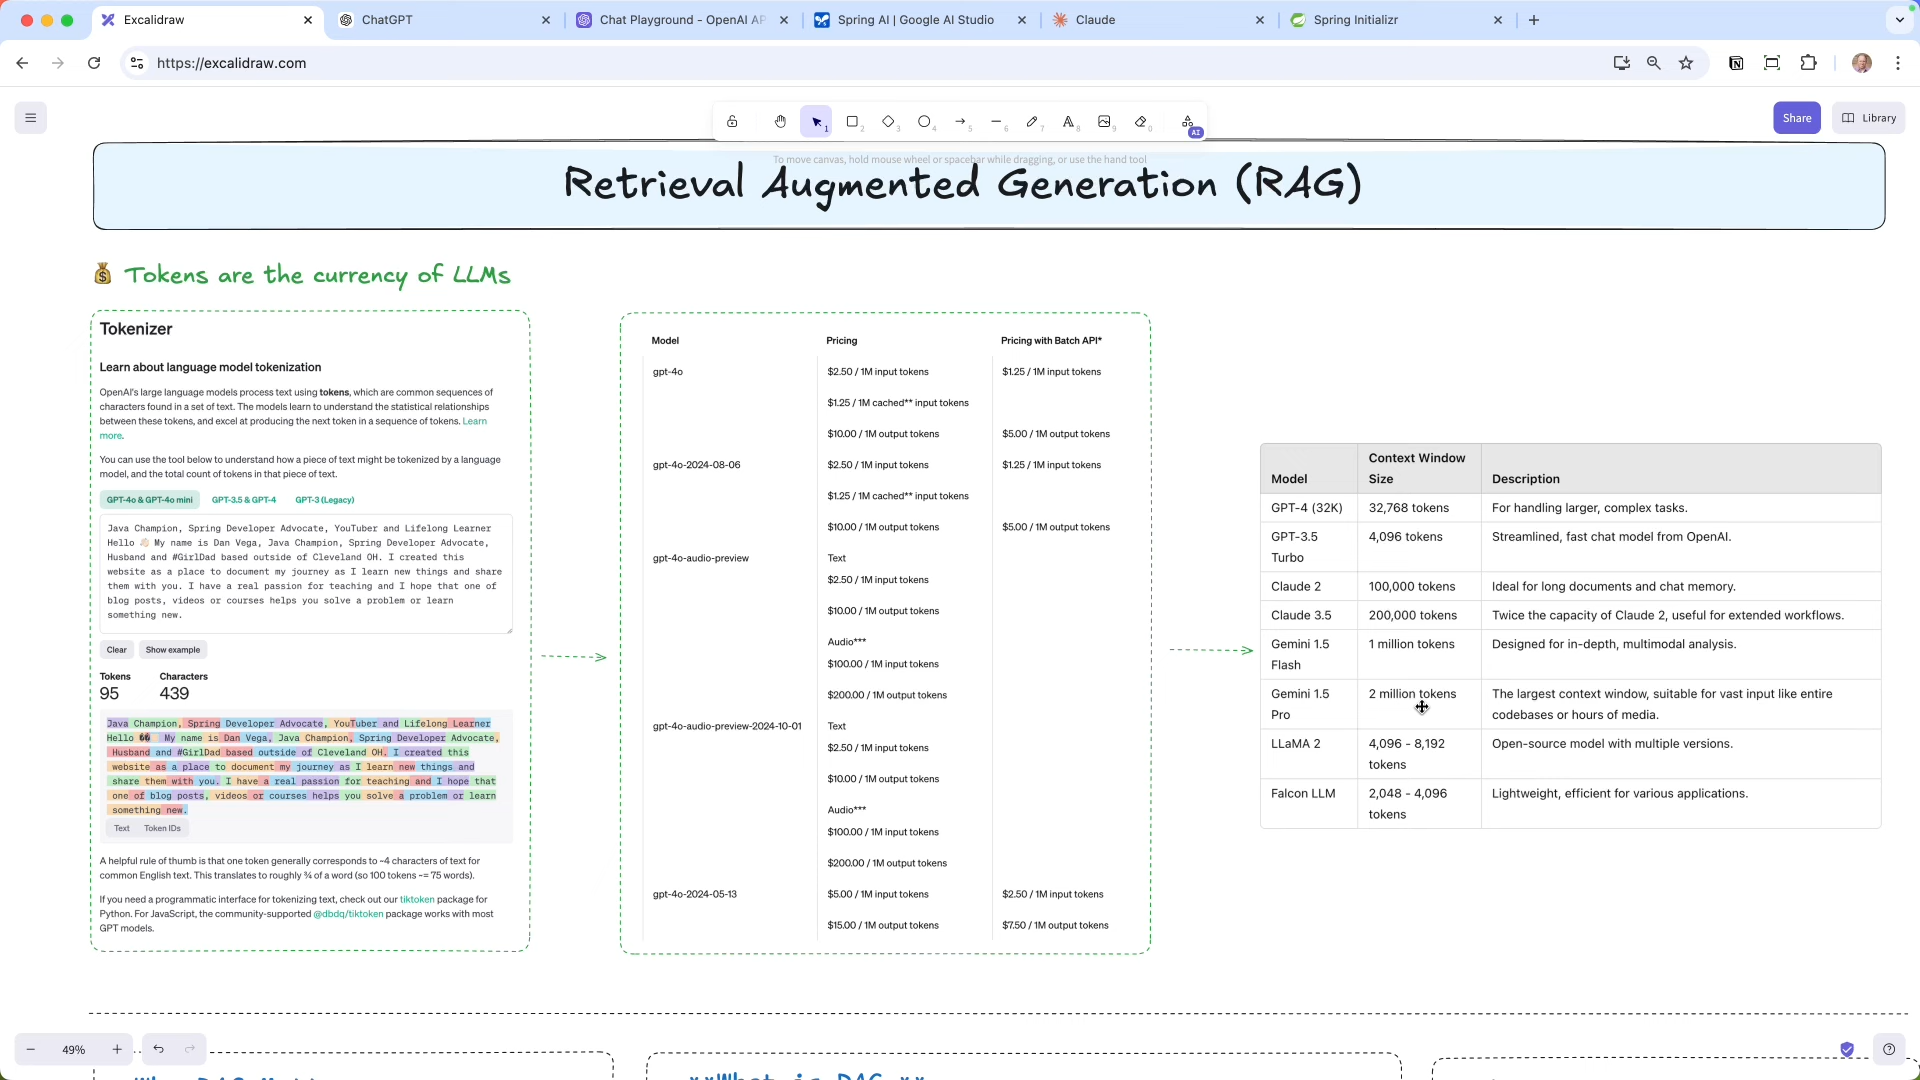 Excalidraw
ChatGPT
Chat Playground - OpenAI AP
Spring AI | Google AI Studio
Claude
Spring Initializr
https://excalidraw.com
1
2
3
4
5
6
7
8
9
0
AI
Share
Library
To move canvas, hold mouse wheel or spacebar while dragging, or use the hand tool
Retrieval Augmented Generation (RAG)
💰 Tokens are the currency of LLMs
Tokenizer
Learn about language model tokenization
OpenAI's large language models process text using tokens, which are common sequences of
characters found in a set of text. The models learn to understand the statistical relationships
between these tokens, and excel at producing the next token in a sequence of tokens. Learn
more.
You can use the tool below to understand how a piece of text might be tokenized by a language
model, and the total count of tokens in that piece of text.
GPT-4o & GPT-4o mini GPT-3.5 & GPT-4 GPT-3 (Legacy)
Java Champion, Spring Developer Advocate, YouTuber and Lifelong Learner
Hello 👋🏻 My name is Dan Vega, Java Champion, Spring Developer Advocate,
Husband and #GirlDad based outside of Cleveland OH. I created this
website as a place to document my journey as I learn new things and share
them with you. I have a real passion for teaching and I hope that one of
blog posts, videos or courses helps you solve a problem or learn
something new.
Clear Show example
Tokens Characters
95 439
Java Champion, Spring Developer Advocate, YouTuber and Lifelong Learner
Hello �� My name is Dan Vega, Java Champion, Spring Developer Advocate,
Husband and #GirlDad based outside of Cleveland OH. I created this
website as a place to document my journey as I learn new things and
share them with you. I have a real passion for teaching and I hope that
one of blog posts, videos or courses helps you solve a problem or learn
something new.
Text Token IDs
A helpful rule of thumb is that one token generally corresponds to ~4 characters of text for
common English text. This translates to roughly ¾ of a word (so 100 tokens ~= 75 words).
If you need a programmatic interface for tokenizing text, check out our tiktoken package for
Python. For JavaScript, the community-supported @dbdq/tiktoken package works with most
GPT models.
Model Pricing Pricing with Batch API*
gpt-4o $2.50 / 1M input tokens $1.25 / 1M input tokens
$1.25 / 1M cached** input tokens
$10.00 / 1M output tokens $5.00 / 1M output tokens
gpt-4o-2024-08-06 $2.50 / 1M input tokens $1.25 / 1M input tokens
$1.25 / 1M cached** input tokens
$10.00 / 1M output tokens $5.00 / 1M output tokens
gpt-4o-audio-preview Text
$2.50 / 1M input tokens
$10.00 / 1M output tokens
Audio***
$100.00 / 1M input tokens
$200.00 / 1M output tokens
gpt-4o-audio-preview-2024-10-01 Text
$2.50 / 1M input tokens
$10.00 / 1M output tokens
Audio***
$100.00 / 1M input tokens
$200.00 / 1M output tokens
gpt-4o-2024-05-13 $5.00 / 1M input tokens $2.50 / 1M input tokens
$15.00 / 1M output tokens $7.50 / 1M output tokens
Model Context Window Size Description
GPT-4 (32K) 32,768 tokens For handling larger, complex tasks.
GPT-3.5 Turbo 4,096 tokens Streamlined, fast chat model from OpenAI.
Claude 2 100,000 tokens Ideal for long documents and chat memory.
Claude 3.5 200,000 tokens Twice the capacity of Claude 2, useful for extended workflows.
Gemini 1.5 Flash 1 million tokens Designed for in-depth, multimodal analysis.
Gemini 1.5 Pro 2 million tokens The largest context window, suitable for vast input like entire
codebases or hours of media.
LLaMA 2 4,096 - 8,192 tokens Open-source model with multiple versions.
Falcon LLM 2,048 - 4,096 tokens Lightweight, efficient for various applications.
49%
**What is RAG **